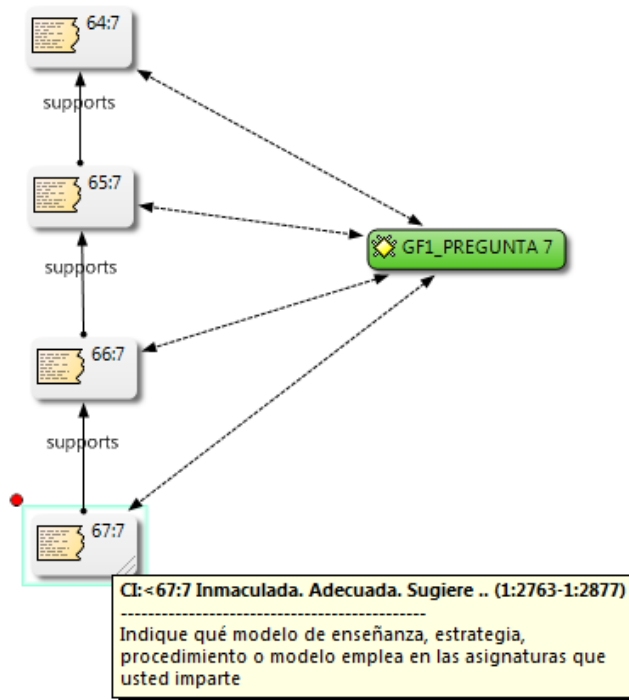 64:7
supports
65:7
GF1_PREGUNTA 7
supports
66:7
supports
67:7
CI:<67:7 Inmaculada. Adecuada. Sugiere .. (1:2763-1:2877)
--------------------------------------------
Indique qué modelo de enseñanza, estrategia,
procedimiento o modelo emplea en las asignaturas que
usted imparte